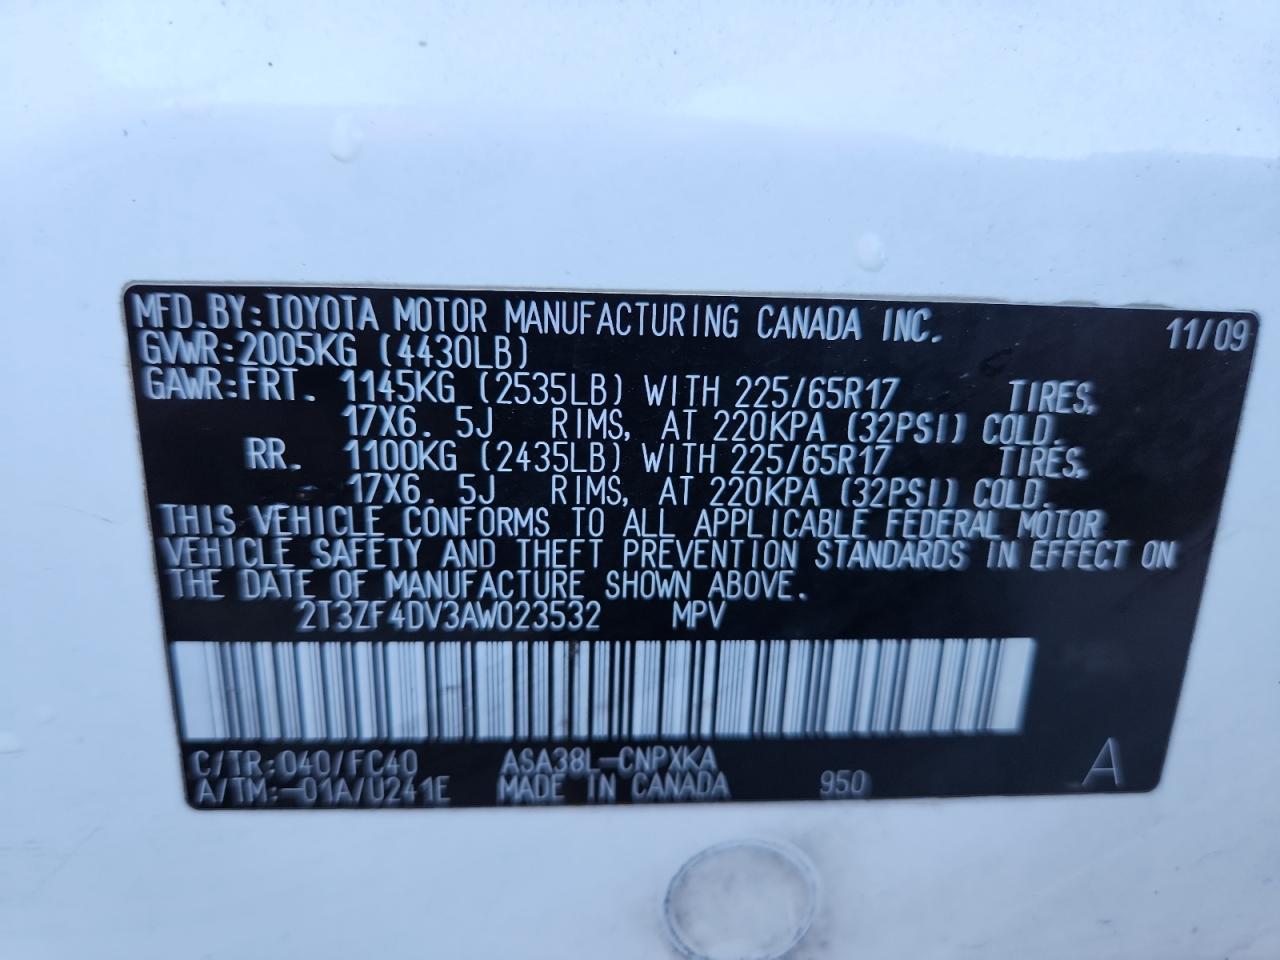 MFD.BY:TOYOTA MOTOR MANUFACTURING CANADA INC. 11/09
GVWR:2005KG (4430LB)
GAWR:FRT. 1145KG (2535LB) WITH 225/65R17 TIRES,
17X6. 5J RIMS, AT 220KPA (32PSI) COLD.
RR. 1100KG (2435LB) WITH 225/65R17 TIRES,
17X6. 5J RIMS, AT 220KPA (32PSI) COLD.
THIS VEHICLE CONFORMS TO ALL APPLICABLE FEDERAL MOTOR
VEHICLE SAFETY AND THEFT PREVENTION STANDARDS IN EFFECT ON
THE DATE OF MANUFACTURE SHOWN ABOVE.
2T3ZF4DV3AW023532 MPV
C/TR:040/FC40 ASA38L-CNPXKA A
A/TM:-01A/U241E MADE IN CANADA 950